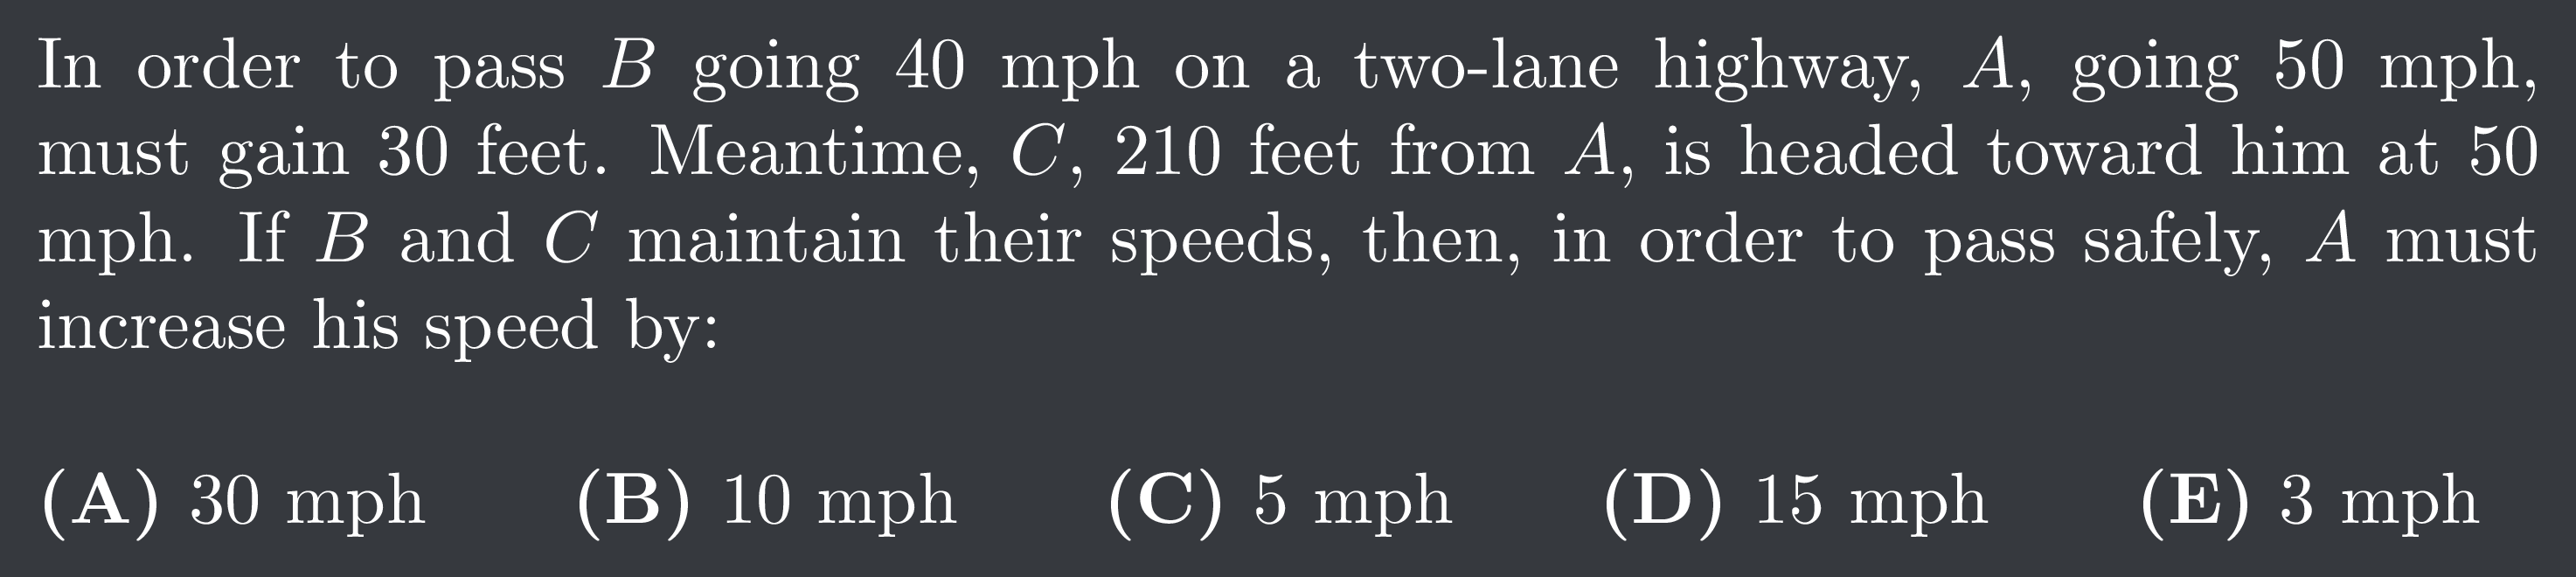 In order to pass B going 40 mph on a two-lane highway, A, going 50 mph,
must gain 30 feet. Meantime, C, 210 feet from A, is headed toward him at 50
mph. If B and C maintain their speeds, then, in order to pass safely, A must
increase his speed by:
(A) 30 mph (B) 10 mph (C) 5 mph (D) 15 mph (E) 3 mph